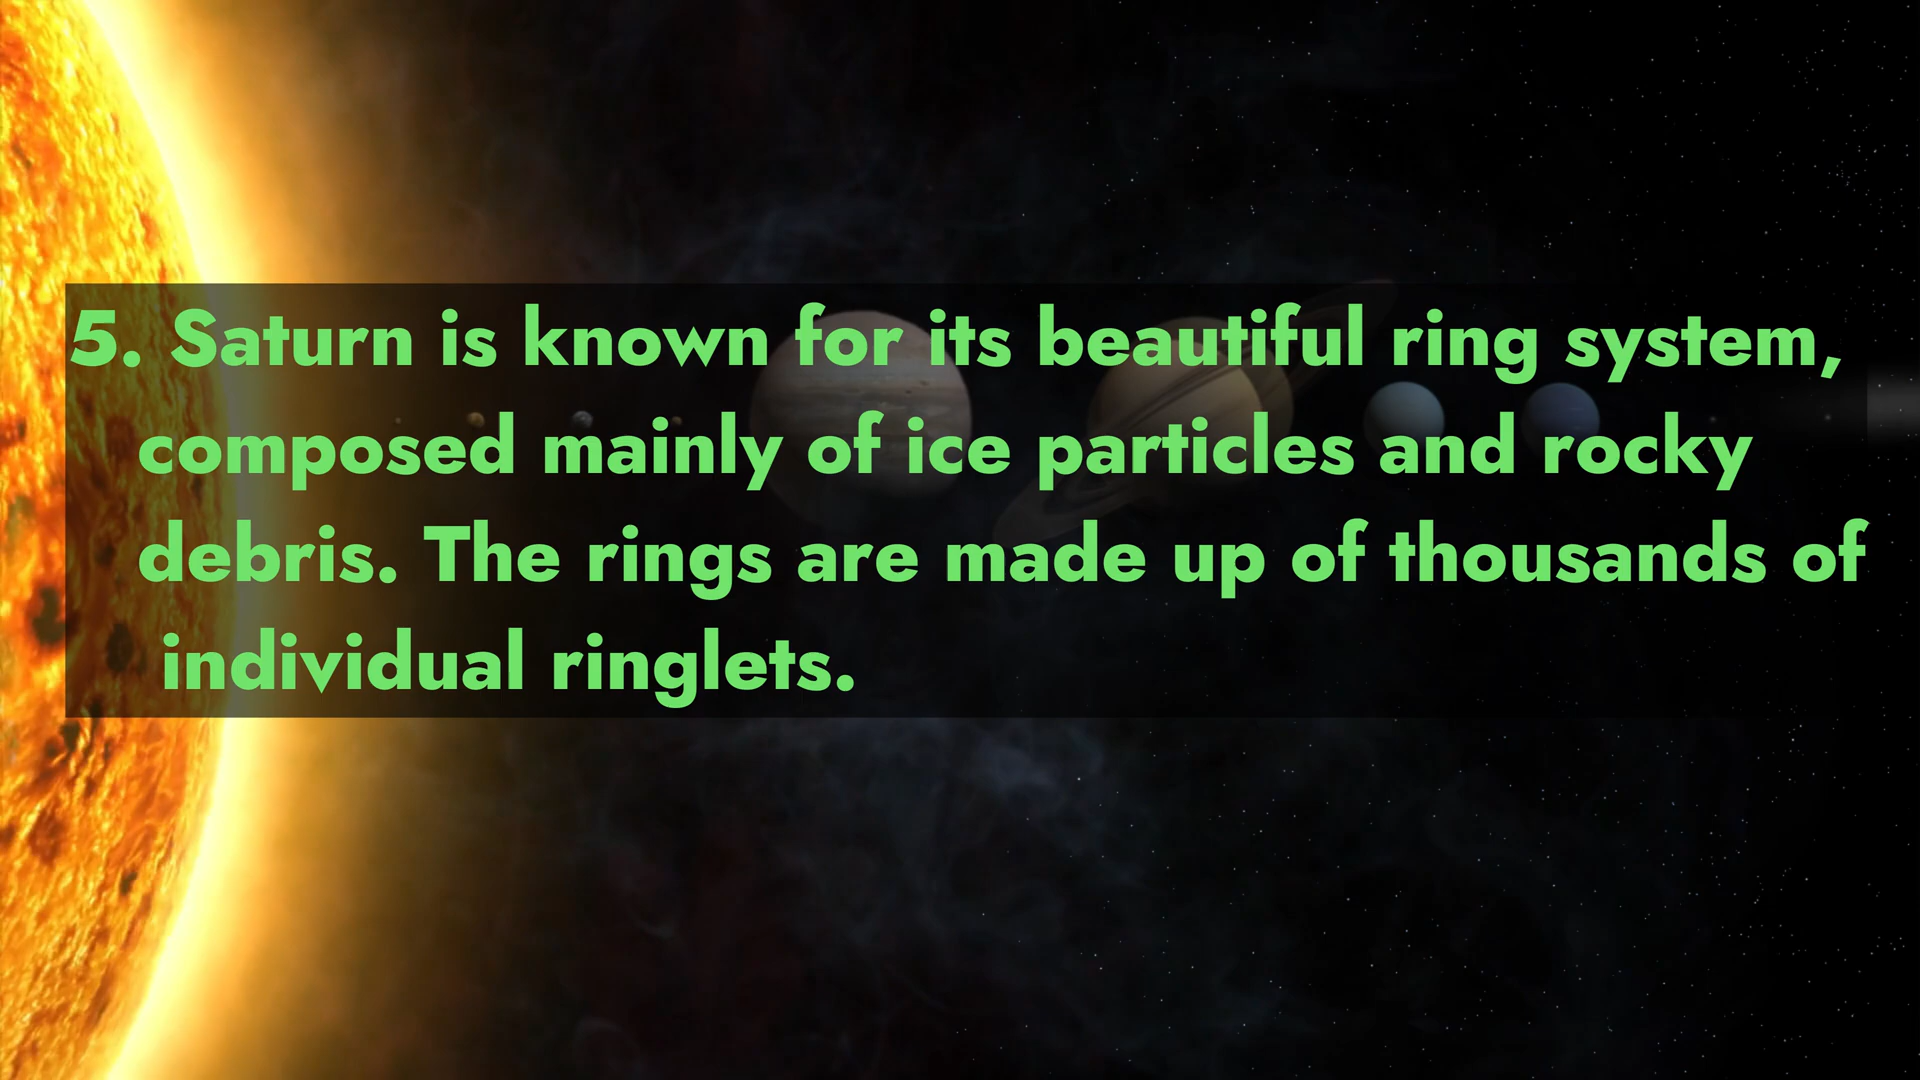 5. Saturn is known for its beautiful ring system,
composed mainly of ice particles and rocky
debris. The rings are made up of thousands of
individual ringlets.